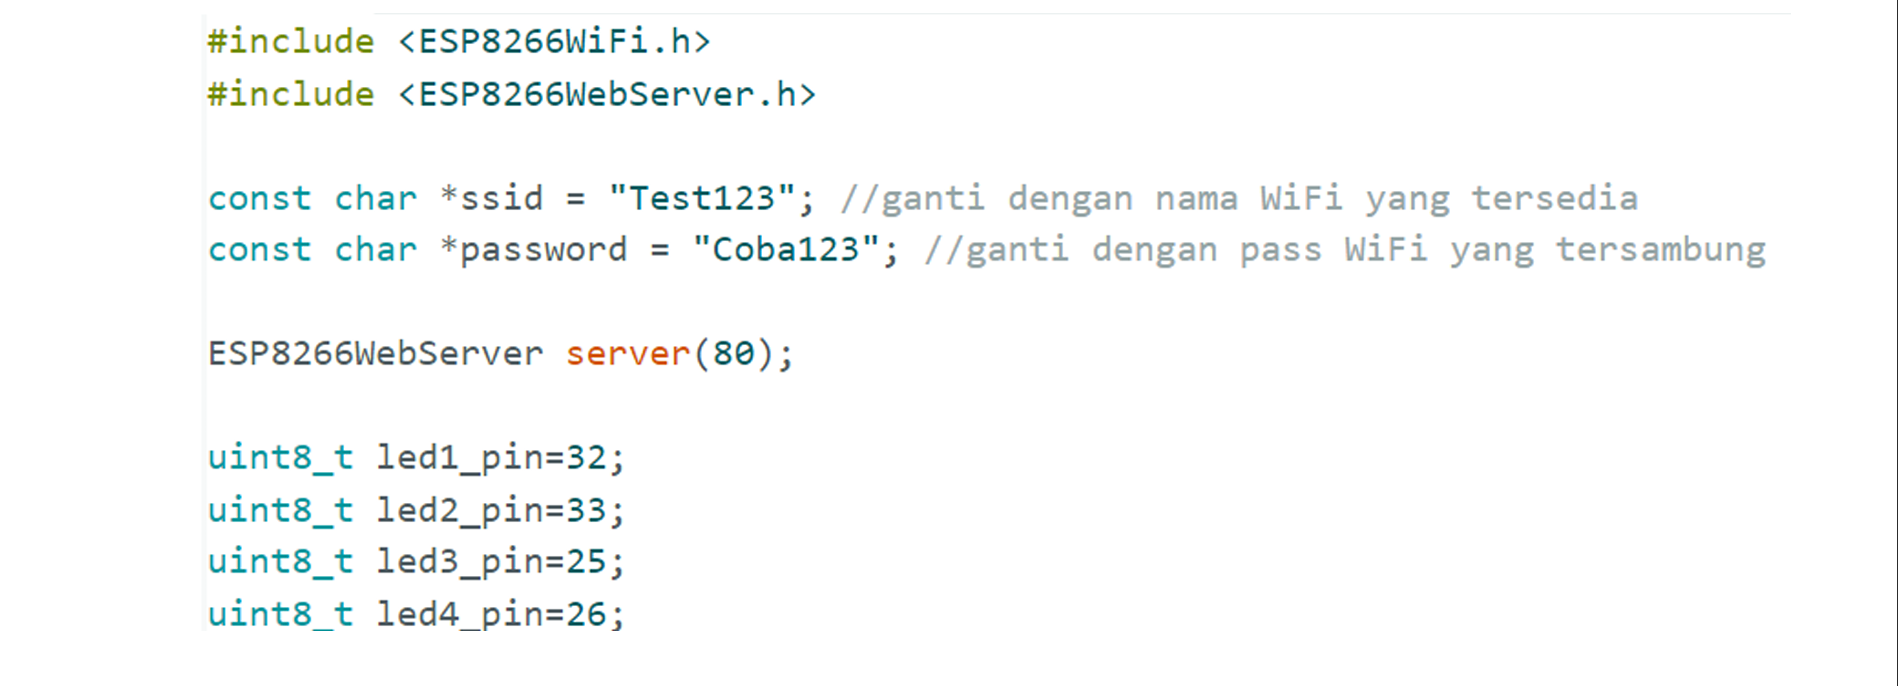 #include <ESP8266WiFi.h>
#include <ESP8266WebServer.h>
const char *ssid = "Test123"; //ganti dengan nama WiFi yang tersedia
const char *password = "Coba123"; //ganti dengan pass WiFi yang tersambung
ESP8266WebServer server(80);
uint8_t led1_pin=32;
uint8_t led2_pin=33;
uint8_t led3_pin=25;
uint8_t led4_pin=26;